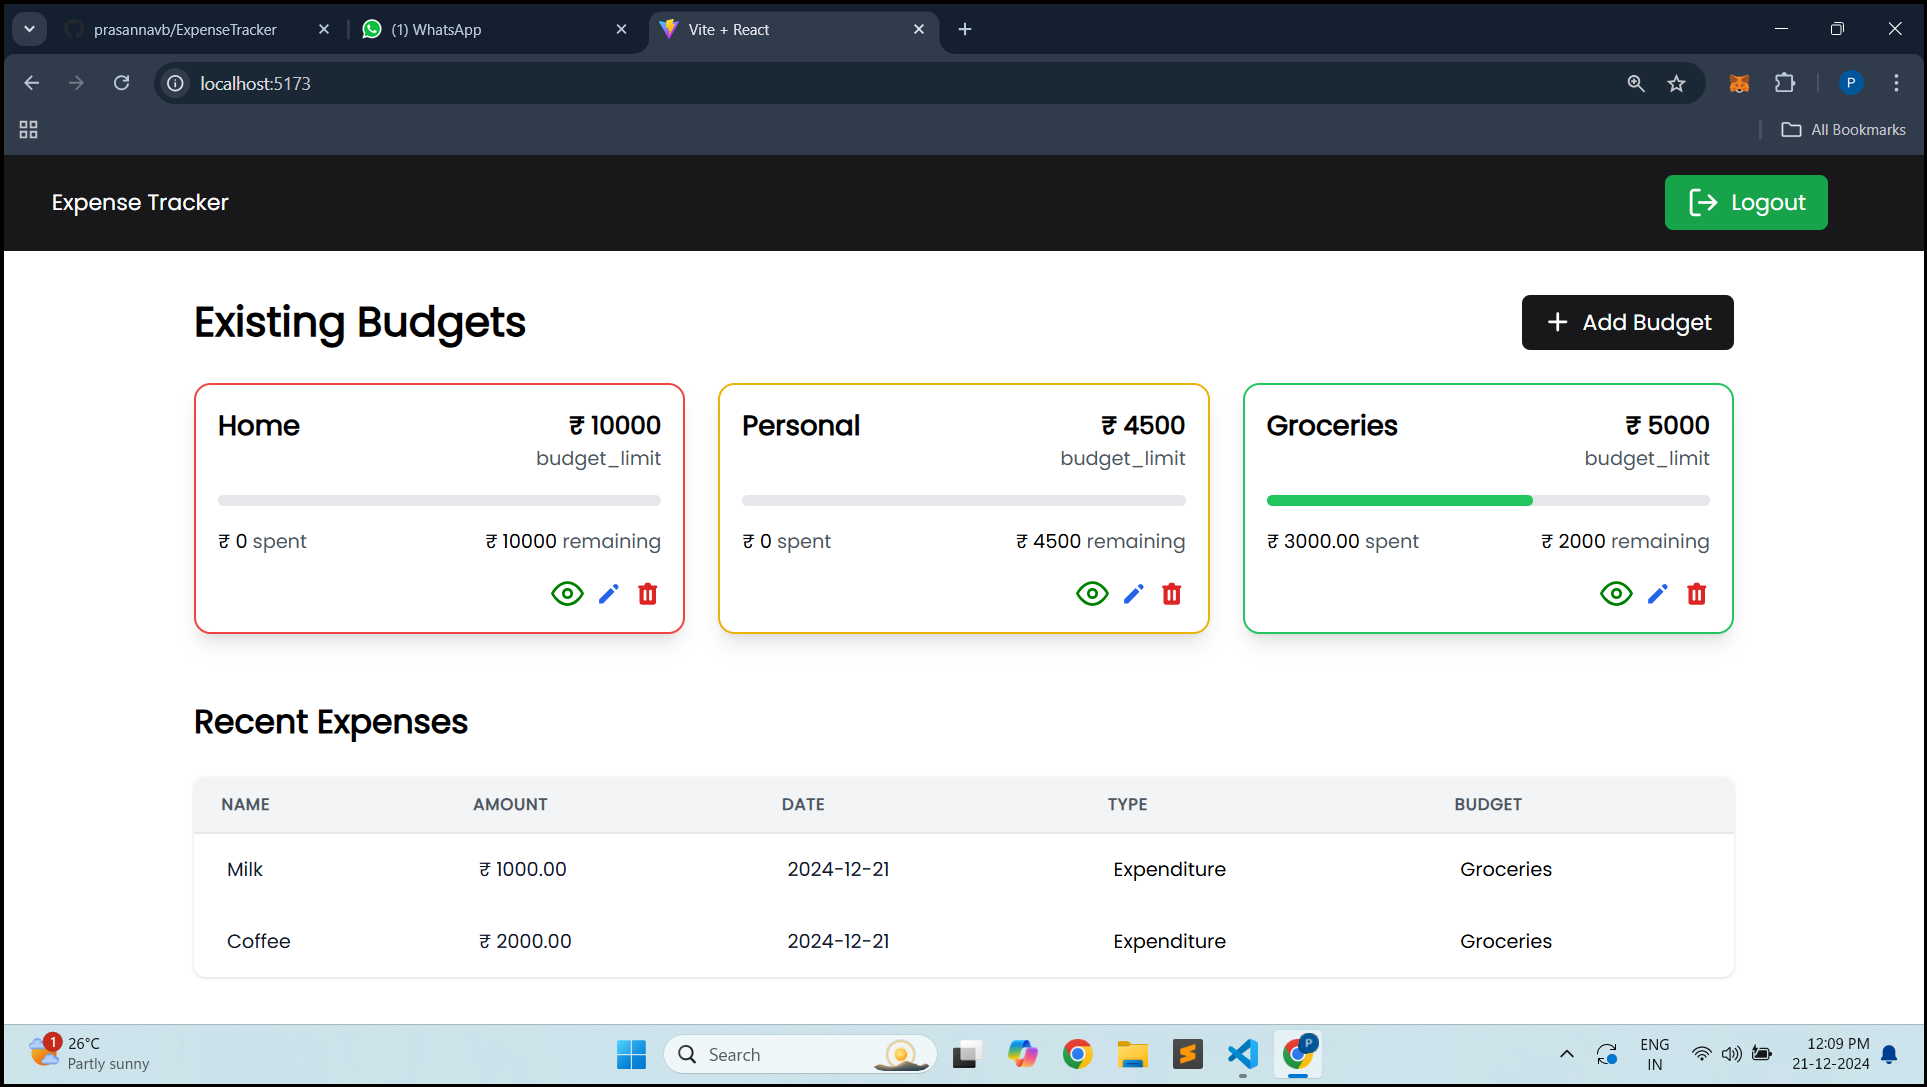 prasannavb/ExpenseTracker
(1) WhatsApp
Vite + React
localhost:5173
P
All Bookmarks
Expense Tracker
Logout
Existing Budgets
+ Add Budget
Home ₹ 10000
budget_limit
₹ 0 spent ₹ 10000 remaining
Personal ₹ 4500
budget_limit
₹ 0 spent ₹ 4500 remaining
Groceries ₹ 5000
budget_limit
₹ 3000.00 spent ₹ 2000 remaining
Recent Expenses
NAME AMOUNT DATE TYPE BUDGET
Milk ₹ 1000.00 2024-12-21 Expenditure Groceries
Coffee ₹ 2000.00 2024-12-21 Expenditure Groceries
1
26°C
Partly sunny
Search
P
ENG
IN
12:09 PM
21-12-2024